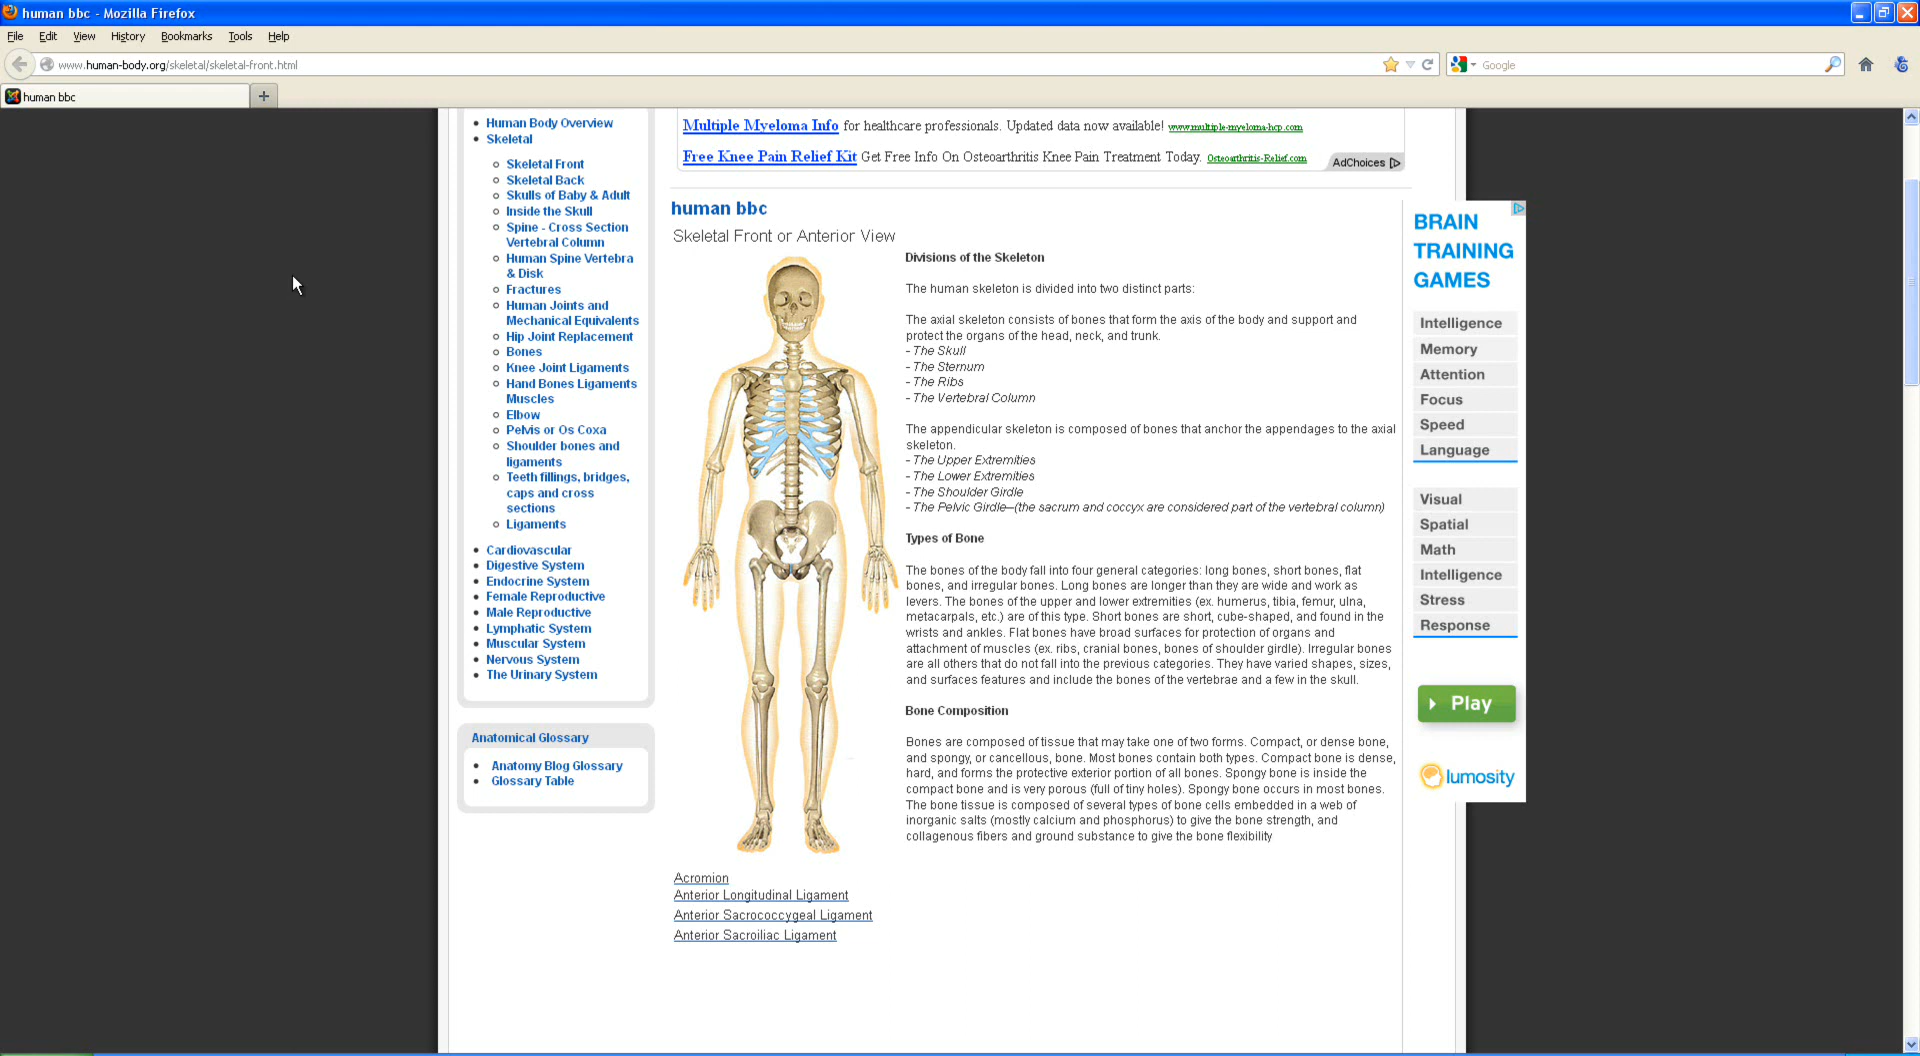 human bbc - Mozilla Firefox
File Edit View History Bookmarks Tools Help
www.human-body.org/skeletal/skeletal-front.html
Google
human bbc
Human Body Overview
Skeletal
Skeletal Front
Skeletal Back
Skulls of Baby & Adult
Inside the Skull
Spine - Cross Section
Vertebral Column
Human Spine Vertebra
& Disk
Fractures
Human Joints and
Mechanical Equivalents
Hip Joint Replacement
Bones
Knee Joint Ligaments
Hand Bones Ligaments
Muscles
Elbow
Pelvis or Os Coxa
Shoulder bones and
ligaments
Teeth fillings, bridges,
caps and cross
sections
Ligaments
Cardiovascular
Digestive System
Endocrine System
Female Reproductive
Male Reproductive
Lymphatic System
Muscular System
Nervous System
The Urinary System
Anatomical Glossary
Anatomy Blog Glossary
Glossary Table
Multiple Myeloma Info for healthcare professionals. Updated data now available! www.multiple-myeloma-hcp.com
Free Knee Pain Relief Kit Get Free Info On Osteoarthritis Knee Pain Treatment Today. Osteoarthritis-Relief.com
AdChoices
human bbc
Skeletal Front or Anterior View
Divisions of the Skeleton
The human skeleton is divided into two distinct parts:
The axial skeleton consists of bones that form the axis of the body and support and
protect the organs of the head, neck, and trunk.
- The Skull
- The Sternum
- The Ribs
- The Vertebral Column
The appendicular skeleton is composed of bones that anchor the appendages to the axial
skeleton.
- The Upper Extremities
- The Lower Extremities
- The Shoulder Girdle
- The Pelvic Girdle--(the sacrum and coccyx are considered part of the vertebral column)
Types of Bone
The bones of the body fall into four general categories: long bones, short bones, flat
bones, and irregular bones. Long bones are longer than they are wide and work as
levers. The bones of the upper and lower extremities (ex. humerus, tibia, femur, ulna,
metacarpals, etc.) are of this type. Short bones are short, cube-shaped, and found in the
wrists and ankles. Flat bones have broad surfaces for protection of organs and
attachment of muscles (ex. ribs, cranial bones, bones of shoulder girdle). Irregular bones
are all others that do not fall into the previous categories. They have varied shapes, sizes,
and surfaces features and include the bones of the vertebrae and a few in the skull.
Bone Composition
Bones are composed of tissue that may take one of two forms. Compact, or dense bone,
and spongy, or cancellous, bone. Most bones contain both types. Compact bone is dense,
hard, and forms the protective exterior portion of all bones. Spongy bone is inside the
compact bone and is very porous (full of tiny holes). Spongy bone occurs in most bones.
The bone tissue is composed of several types of bone cells embedded in a web of
inorganic salts (mostly calcium and phosphorus) to give the bone strength, and
collagenous fibers and ground substance to give the bone flexibility
Acromion
Anterior Longitudinal Ligament
Anterior Sacrococcygeal Ligament
Anterior Sacroiliac Ligament
BRAIN
TRAINING
GAMES
Intelligence
Memory
Attention
Focus
Speed
Language
Visual
Spatial
Math
Intelligence
Stress
Response
Play
lumosity